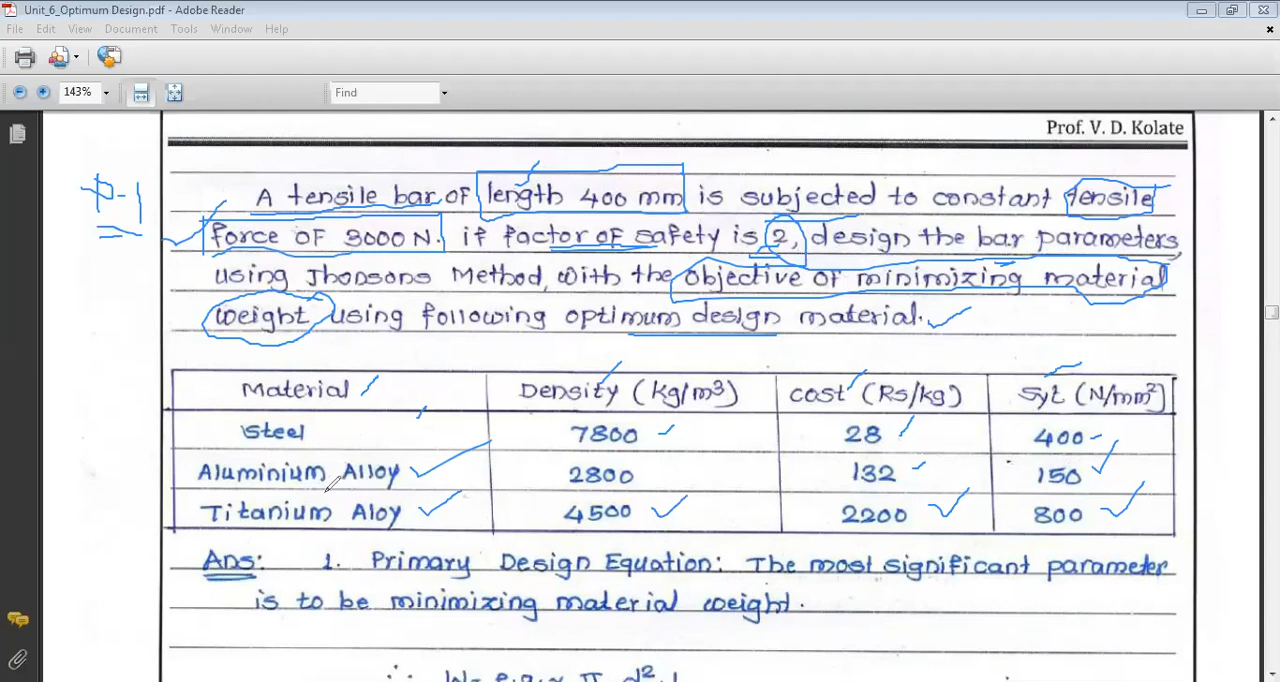 Unit_6_Optimum Design.pdf - Adobe Reader
File Edit View Document Tools Window Help
143% Find
Prof. V. D. Kolate
P-1
A tensile bar of length 400 mm is subjected to constant tensile
force of 3000 N. if factor of safety is 2, design the bar parameters
using Jhonsons Method, with the objective of minimizing material
weight using following optimum design material.
Material Density (kg/m³) cost (Rs/kg) Syt (N/mm²)
Steel 7800 28 400
Aluminium Alloy 2800 132 150
Titanium Aloy 4500 2200 800
Ans: 1. Primary Design Equation: The most significant parameter
is to be minimizing material weight.